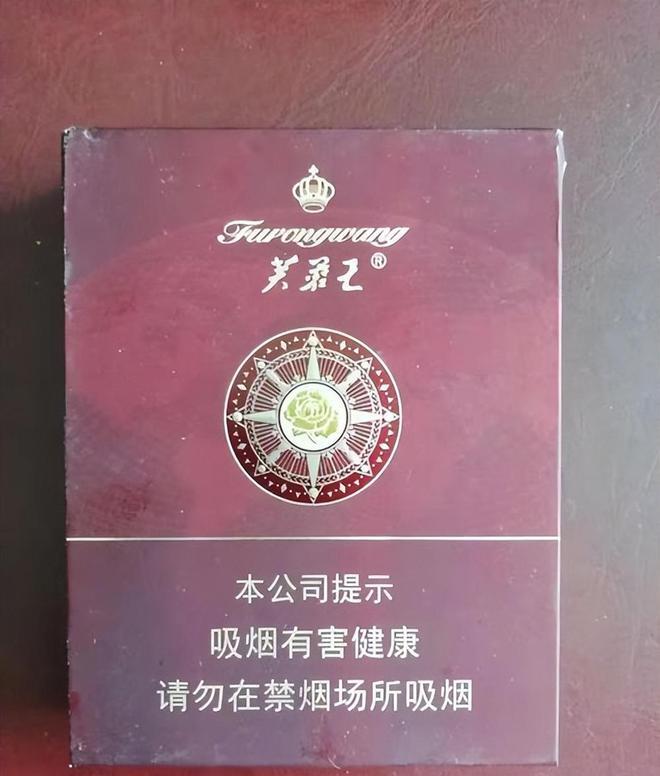 Furongwang
芙蓉王®
本公司提示
吸烟有害健康
请勿在禁烟场所吸烟